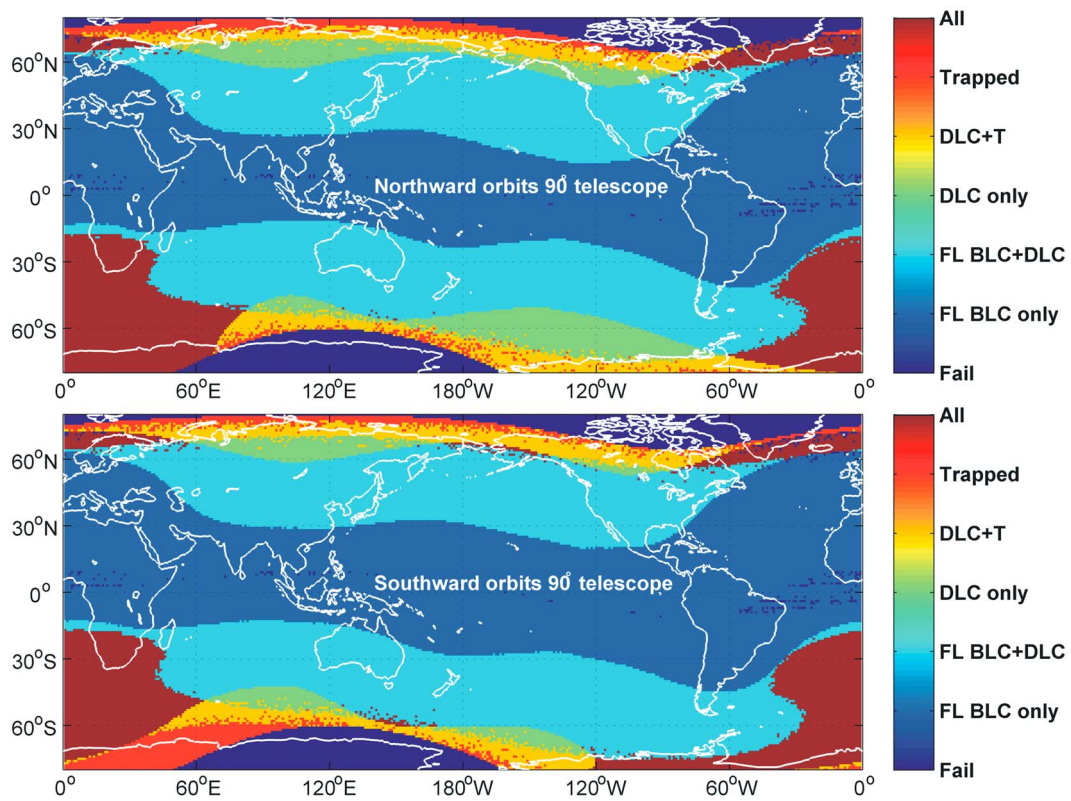 All
60°N
Trapped
30°N
DLC+T
Northward orbits 90° telescope
0°
DLC only
30°S
FL BLC+DLC
60°S
FL BLC only
Fail
0° 60°E 120°E 180°W 120°W 60°W 0°
All
60°N
Trapped
30°N
DLC+T
Southward orbits 90° telescope
0°
DLC only
30°S
FL BLC+DLC
60°S
FL BLC only
Fail
0° 60°E 120°E 180°W 120°W 60°W 0°